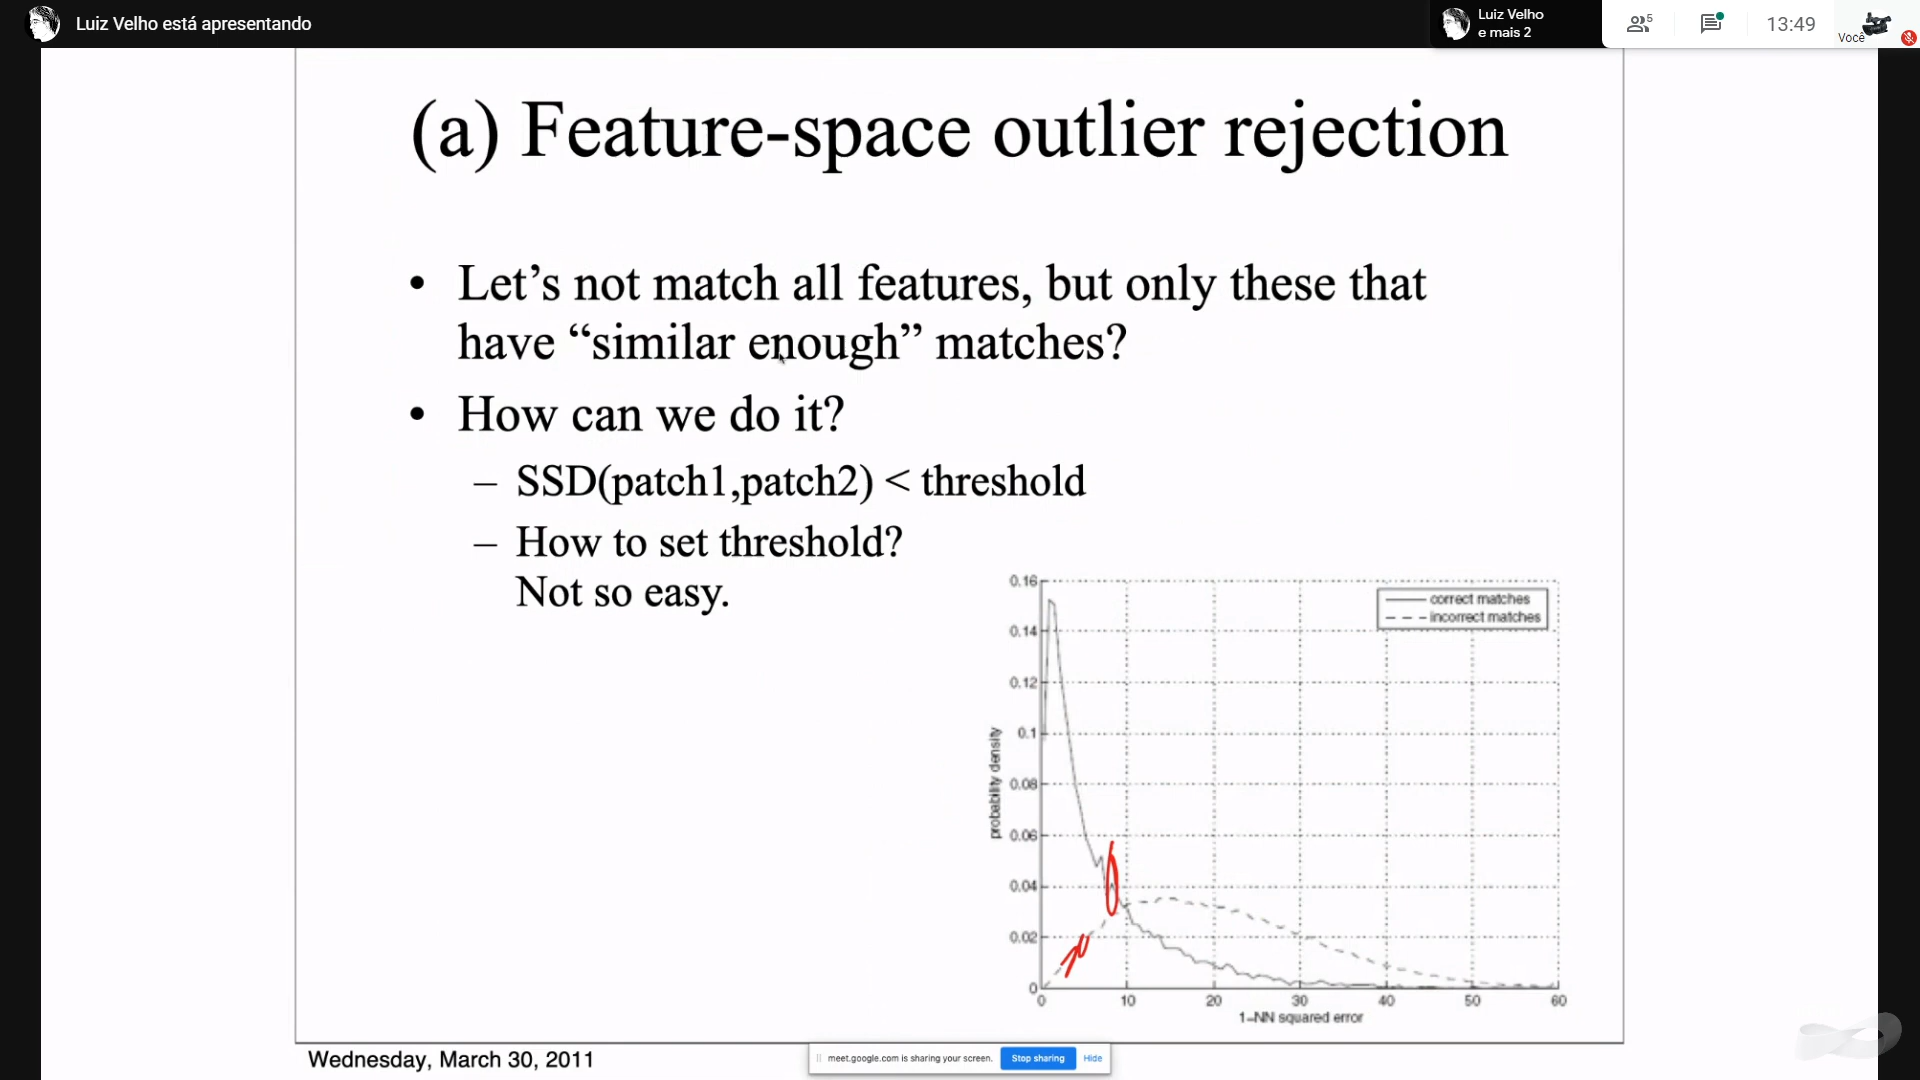 Luiz Velho está apresentando
Luiz Velho
e mais 2
5
13:49
Você
(a) Feature-space outlier rejection
• Let’s not match all features, but only these that
have “similar enough” matches?
• How can we do it?
– SSD(patch1,patch2) < threshold
– How to set threshold?
Not so easy.
correct matches
incorrect matches
0.16
0.14
0.12
0.1
0.08
0.06
0.04
0.02
0
probability density
0 10 20 30 40 50 60
1-NN squared error
Wednesday, March 30, 2011
meet.google.com is sharing your screen. Stop sharing Hide